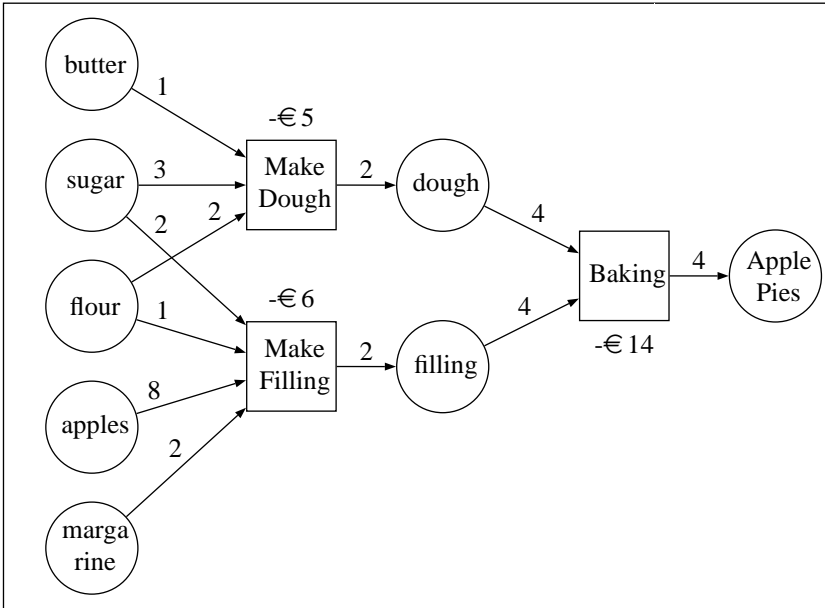 butter
1
-€5
sugar
3
Make
Dough
2
dough
2
2
4
Baking
4
Apple
Pies
flour
1
-€6
4
-€14
Make
Filling
2
filling
apples
8
2
marga
rine